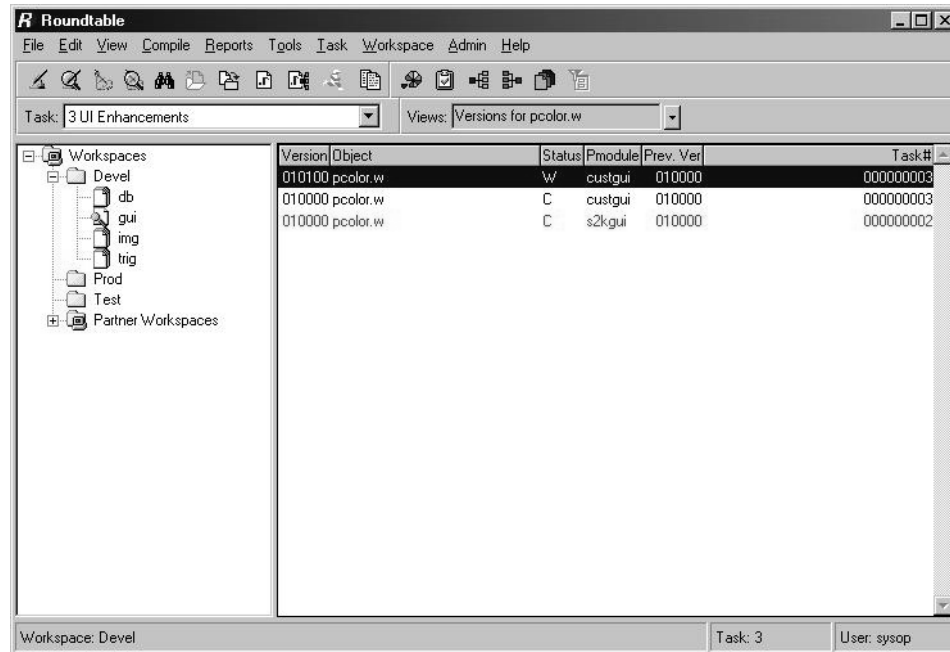 R Roundtable
File Edit View Compile Reports Tools Task Workspace Admin Help
Task: 3 UI Enhancements Views: Versions for pcolor.w
Workspaces
Devel
db
gui
img
trig
Prod
Test
Partner Workspaces
Version Object Status Pmodule Prev. Ver Task#
010100 pcolor.w W custgui 010000 000000003
010000 pcolor.w C custgui 010000 000000003
010000 pcolor.w C s2kgui 010000 000000002
Workspace: Devel Task: 3 User: sysop